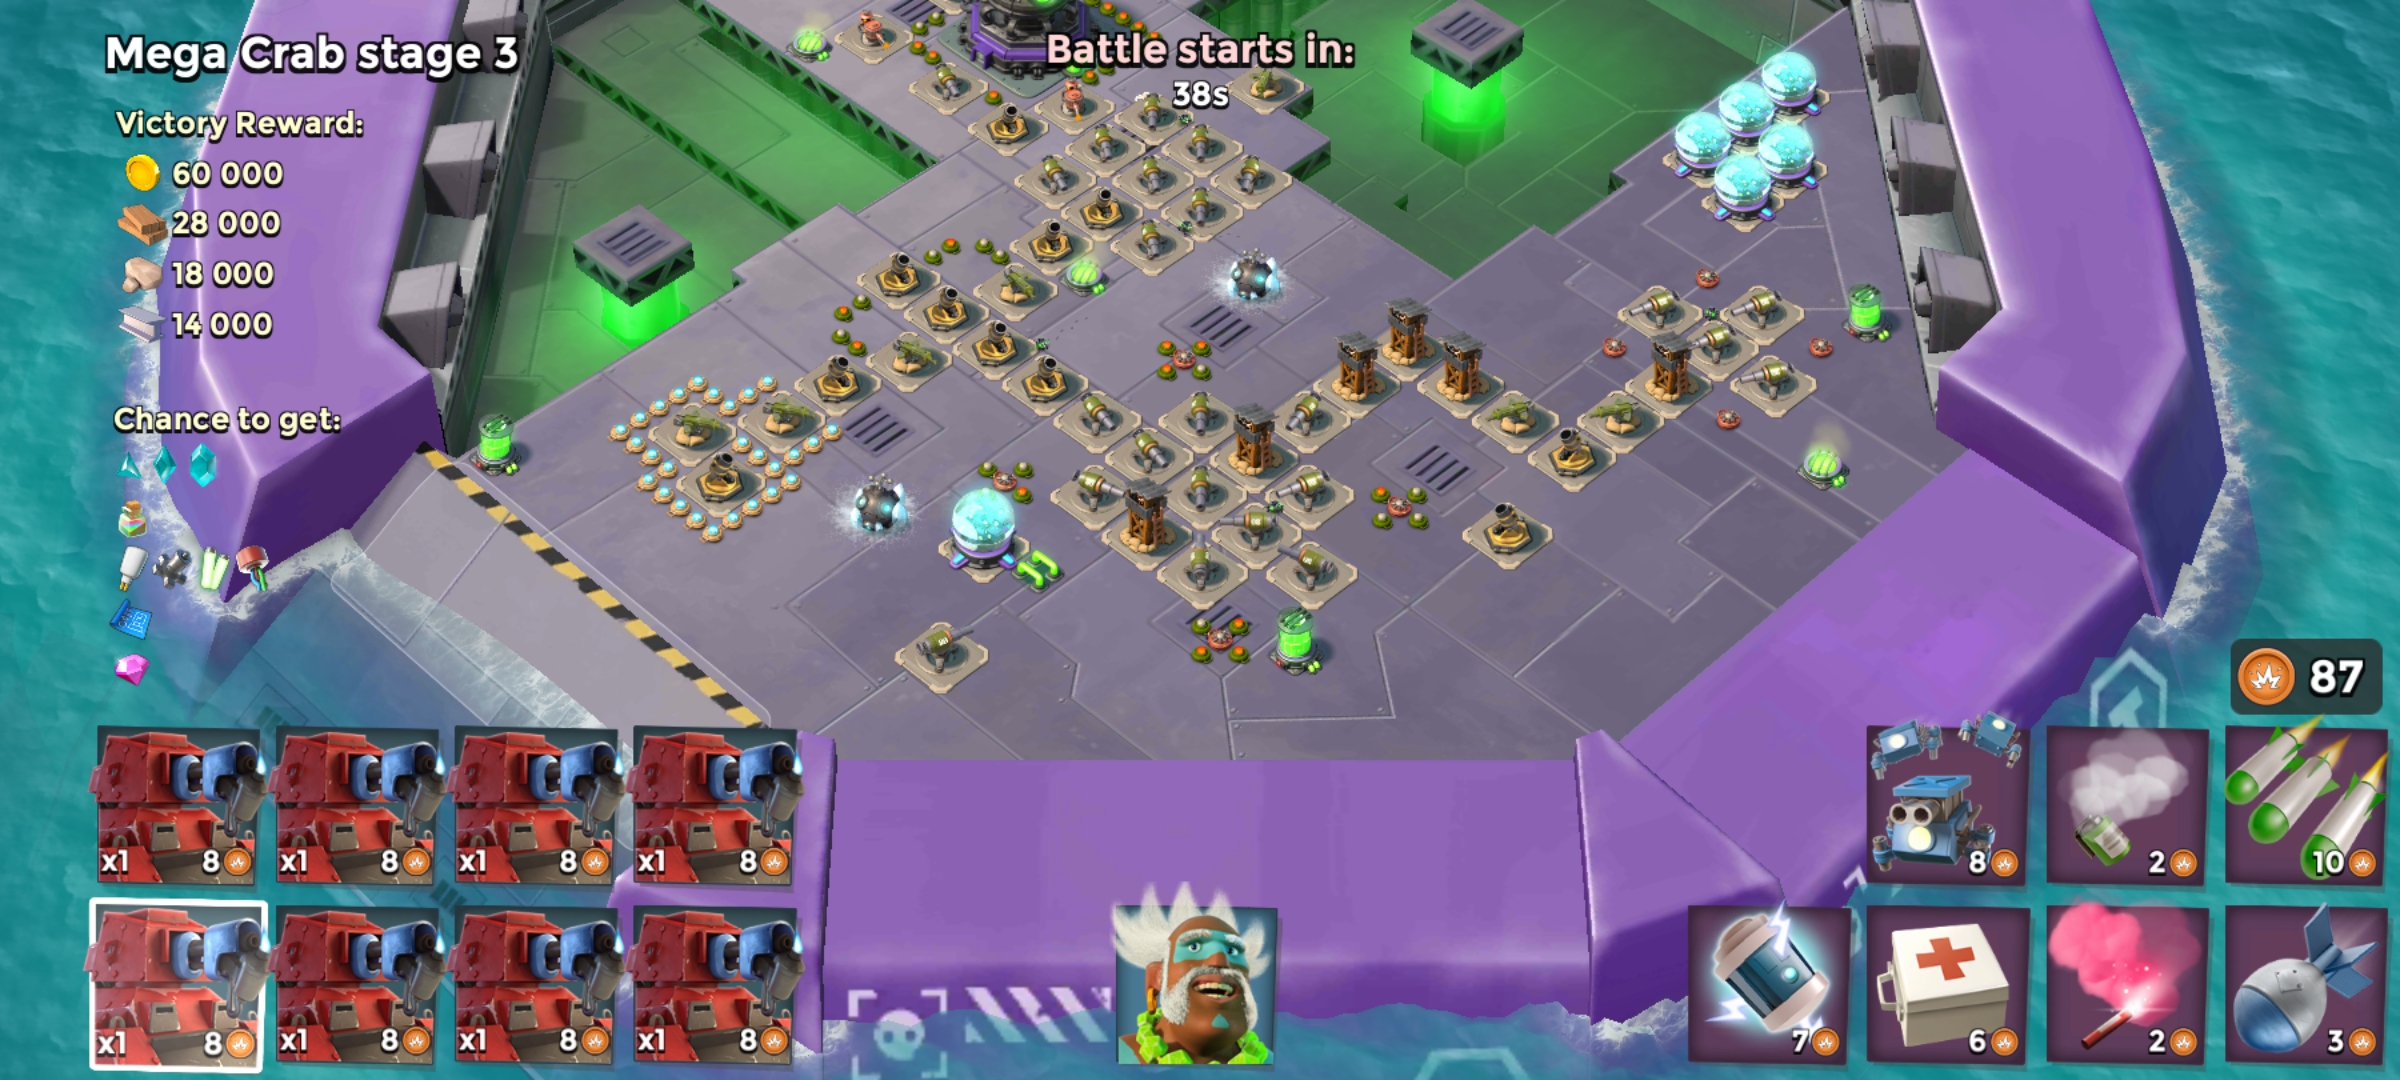 Mega Crab stage 3
Battle starts in:
38s
Victory Reward:
60 000
28 000
18 000
14 000
Chance to get:
87
x1 8
x1 8
x1 8
x1 8
8
2
10
x1 8
x1 8
x1 8
x1 8
7
6
2
3